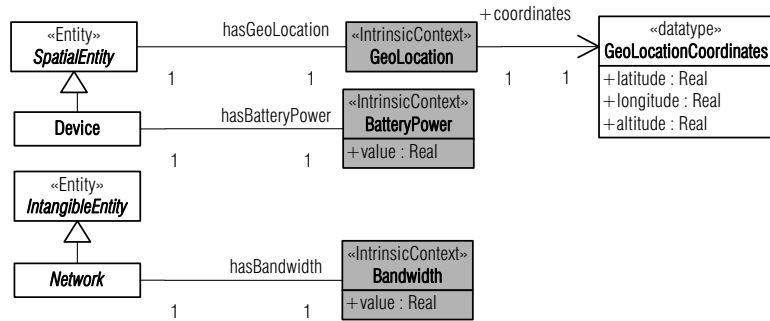 «Entity»
SpatialEntity
hasGeoLocation
1
1
«IntrinsicContext»
GeoLocation
+coordinates
1
1
«datatype»
GeoLocationCoordinates
+latitude : Real
+longitude : Real
+altitude : Real
Device
hasBatteryPower
1
1
«IntrinsicContext»
BatteryPower
+value : Real
«Entity»
IntangibleEntity
Network
hasBandwidth
1
1
«IntrinsicContext»
Bandwidth
+value : Real